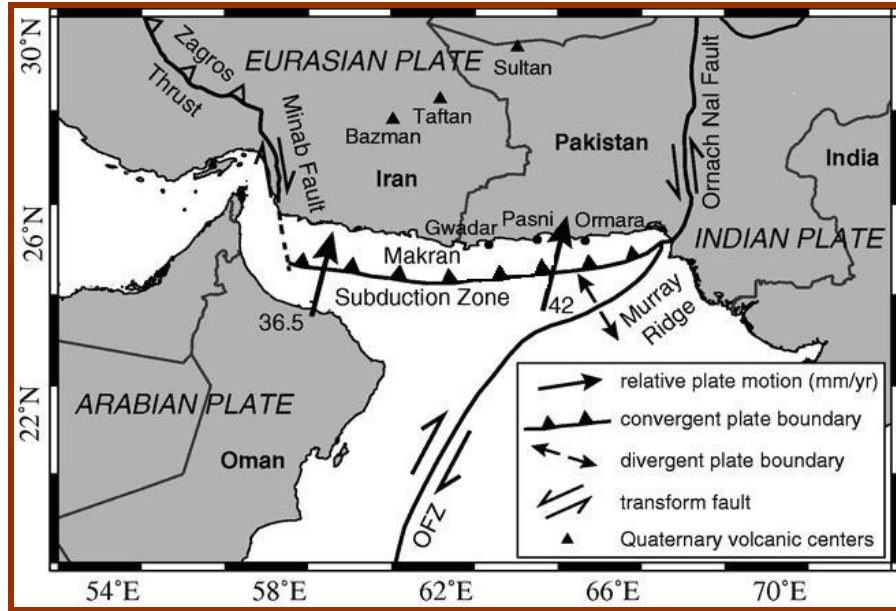 30˚N
26˚N
22˚N
Zagros
Thrust
EURASIAN PLATE
Sultan
Taftan
Bazman
Minab Fault
Iran
Pakistan
Ornach Nal Fault
India
Gwadar
Pasni
Ormara
Makran
Subduction Zone
INDIAN PLATE
36.5
42
Murray
Ridge
ARABIAN PLATE
Oman
OFZ
relative plate motion (mm/yr)
convergent plate boundary
divergent plate boundary
transform fault
Quaternary volcanic centers
54˚E
58˚E
62˚E
66˚E
70˚E